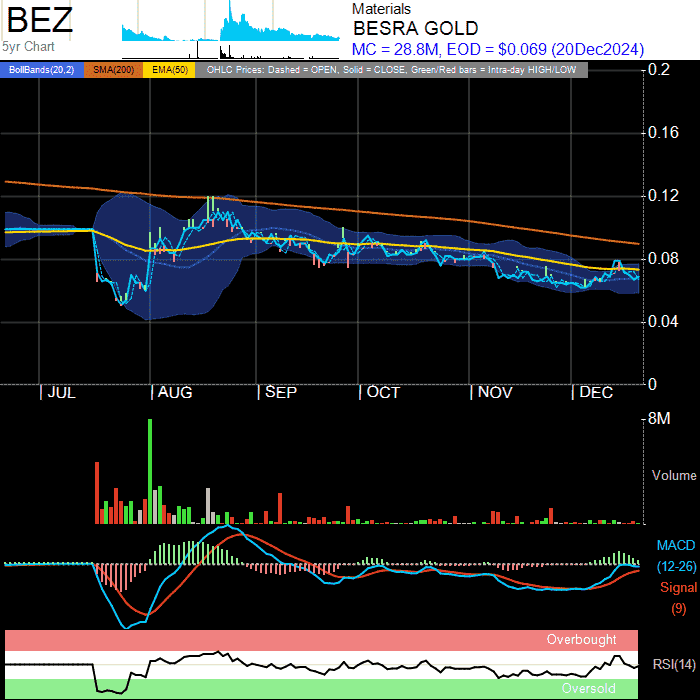 BEZ
5yr Chart
Materials
BESRA GOLD
MC = 28.8M, EOD = $0.069 (20Dec2024)
BollBands(20,2) SMA(200) EMA(50) OHLC Prices: Dashed = OPEN, Solid = CLOSE, Green/Red bars = Intra-day HIGH/LOW
0.2
0.16
0.12
0.08
0.04
0
JUL AUG SEP OCT NOV DEC
8M
Volume
MACD
(12-26)
Signal
(9)
Overbought
RSI(14)
Oversold